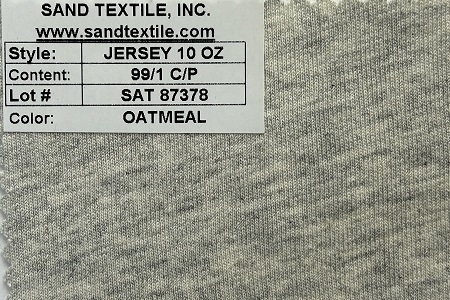 SAND TEXTILE, INC.
www.sandtextile.com
Style: JERSEY 10 OZ
Content: 99/1 C/P
Lot # SAT 87378
Color: OATMEAL